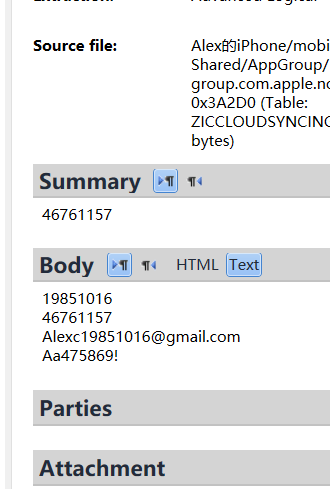 Source file:
Alex的iPhone/mobi
Shared/AppGroup/
group.com.apple.no
0x3A2D0 (Table:
ZICCLOUDSYNCING
bytes)
Summary
46761157
Body HTML Text
19851016
46761157
Alexc19851016@gmail.com
Aa475869!
Parties
Attachment